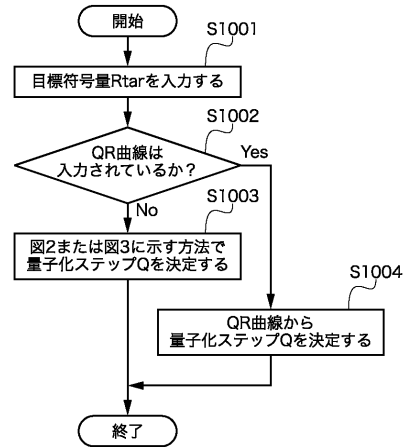 開始
S1001
目標符号量Rtarを入力する
S1002
QR曲線は
入力されているか？
Yes
No
S1003
図2または図3に示す方法で
量子化ステップQを決定する
S1004
QR曲線から
量子化ステップQを決定する
終了